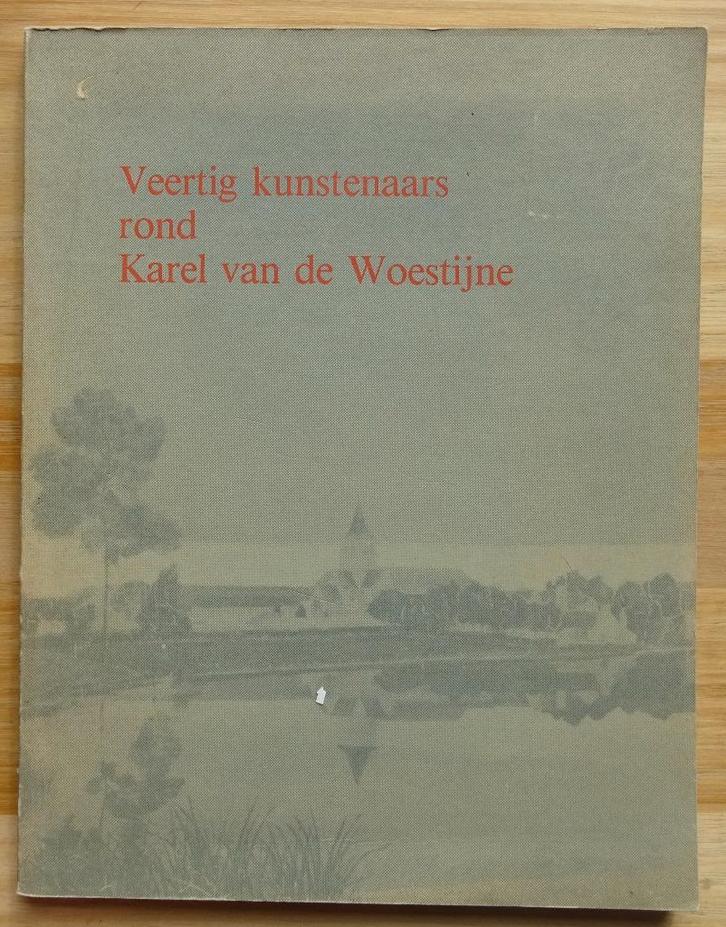 Veertig kunstenaars
rond
Karel van de Woestijne